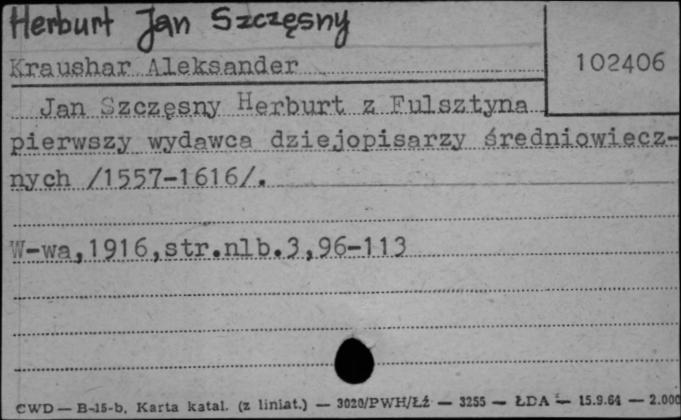 Herburt Jan Szczęsny
Kraushar Aleksander
102406
Jan Szczęsny Herburt z Fulsztyna
pierwszy wydawca dziejopisarzy średniowiecz-
nych /1557-1616/.
W-wa,1916,str.nlb.3,96-113
CWD — B-15-b. Karta katal. (z liniat.) — 3020/PWH/ŁŻ — 3255 — ŁDA — 15.9.64 — 2.000